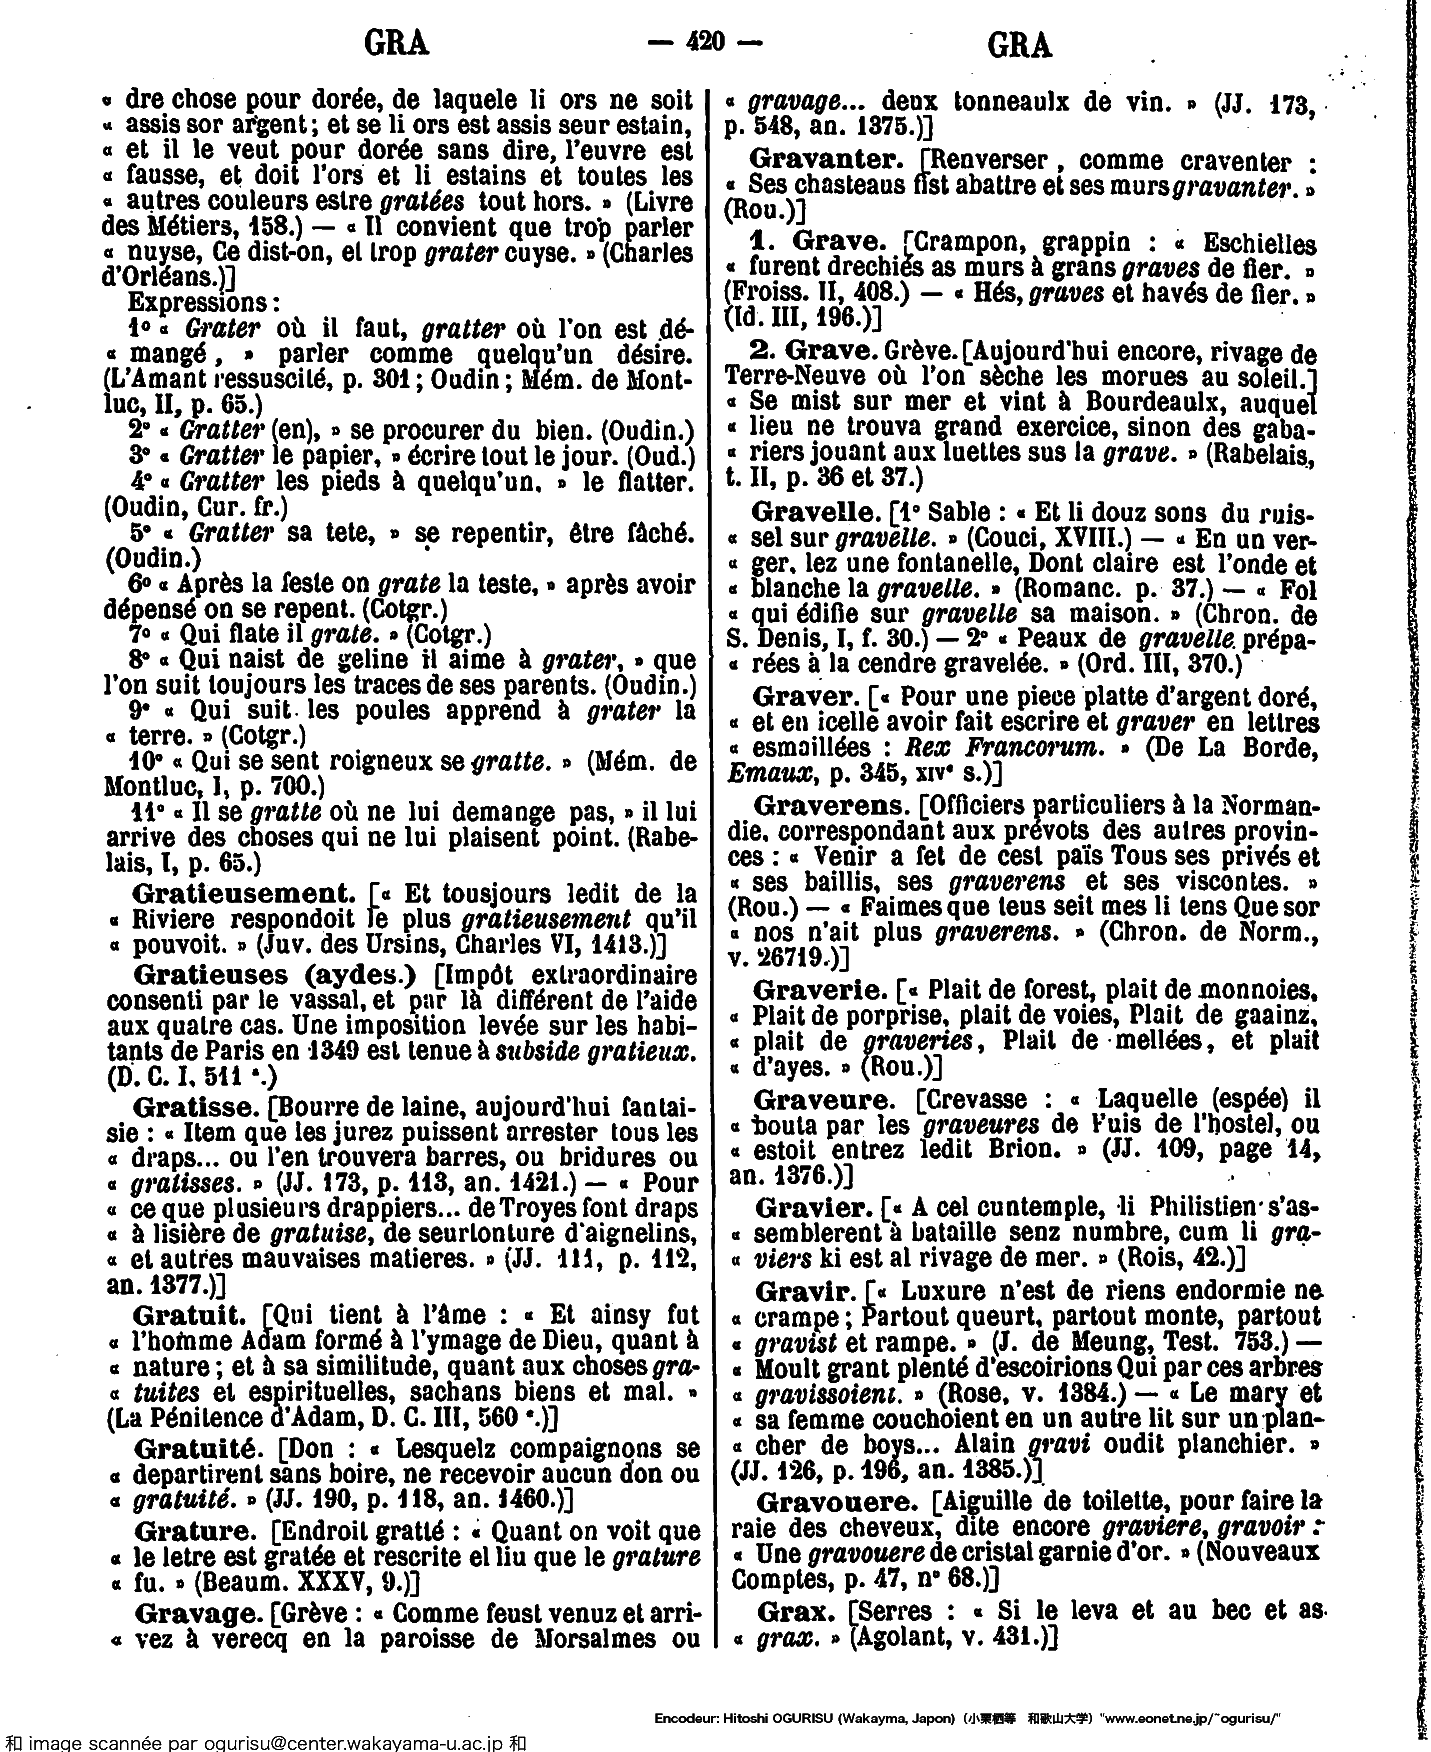 GRA — 420 — GRA
« dre chose pour dorée, de laquele li ors ne soit
« assis sor argent ; et se li ors est assis seur estain,
« et il le veut pour dorée sans dire, l'euvre est
« fausse, et doit l'ors et li estains et toutes les
« autres couleurs estre gratées tout hors. » (Livre
des Métiers, 158.) — « Il convient que trop parler
« nuyse, Ce dist-on, et trop grater cuyse. » (Charles
d'Orléans.)]
Expressions :
1° « Grater où il faut, gratter où l'on est dé-
« mangé , » parler comme quelqu'un désire.
(L'Amant ressuscité, p. 301 ; Oudin ; Mém. de Mont-
luc, II, p. 65.)
2° « Gratter (en), » se procurer du bien. (Oudin.)
3° « Gratter le papier, » écrire tout le jour. (Oud.)
4° « Gratter les pieds à quelqu'un. » le flatter.
(Oudin, Cur. fr.)
5° « Gratter sa tete, » se repentir, être fâché.
(Oudin.)
6° « Après la feste on grate la teste, » après avoir
dépensé on se repent. (Cotgr.)
7° « Qui flate il grate. » (Cotgr.)
8° « Qui naist de geline il aime à grater, » que
l'on suit toujours les traces de ses parents. (Oudin.)
9° « Qui suit les poules apprend à grater la
« terre. » (Cotgr.)
10° « Qui se sent roigneux se gratte. » (Mém. de
Montluc, I, p. 700.)
11° « Il se gratte où ne lui demange pas, » il lui
arrive des choses qui ne lui plaisent point. (Rabe-
lais, I, p. 65.)
Gratieusement. [« Et tousjours ledit de la
« Riviere respondoit le plus gratieusement qu'il
« pouvoit. » (Juv. des Ursins, Charles VI, 1413.)]
Gratieuses (aydes.) [Impôt extraordinaire
consenti par le vassal, et par là différent de l'aide
aux quatre cas. Une imposition levée sur les habi-
tants de Paris en 1349 est tenue à subside gratieux.
(D. C. I, 511 ª.)
Gratisse. [Bourre de laine, aujourd'hui fantai-
sie : « Item que les jurez puissent arrester tous les
« draps... ou l'en trouvera barres, ou bridures ou
« gratisses. » (JJ. 173, p. 113, an. 1421.) — « Pour
« ce que plusieurs drappiers... de Troyes font draps
« à lisière de gratuise, de seurtonture d'aignelins,
« et autres mauvaises matieres. » (JJ. 111, p. 112,
an. 1377.)]
Gratuit. [Qui tient à l'âme : « Et ainsy fut
« l'homme Adam formé à l'ymage de Dieu, quant à
« nature ; et à sa similitude, quant aux choses gra-
« tuites et espirituelles, sachans biens et mal. »
(La Pénitence d'Adam, D. C. III, 560 ª.)]
Gratuité. [Don : « Lesquelz compaignons se
« departirent sans boire, ne recevoir aucun don ou
« gratuité. » (JJ. 190, p. 118, an. 1460.)]
Grature. [Endroit gratté : « Quant on voit que
« le letre est gratée et rescrite el liu que le grature
« fu. » (Beaum. XXXV, 9.)]
Gravage. [Grève : « Comme feust venuz et arri-
« vez à verecq en la paroisse de Morsalmes ou
« gravage... deux tonneaulx de vin. » (JJ. 173,
p. 548, an. 1375.)]
Gravanter. [Renverser , comme craventer :
« Ses chasteaus fist abattre et ses murs gravanter. »
(Rou.)]
1. Grave. [Crampon, grappin : « Eschielles
« furent drechiés as murs à grans graves de fier. »
(Froiss. II, 408.) — « Hés, graves et havés de fier. »
(Id. III, 196.)]
2. Grave. Grève. [Aujourd'hui encore, rivage de
Terre-Neuve où l'on sèche les morues au soleil.]
« Se mist sur mer et vint à Bourdeaulx, auquel
« lieu ne trouva grand exercice, sinon des gaba-
« riers jouant aux luettes sus la grave. » (Rabelais,
t. II, p. 36 et 37.)
Gravelle. [1° Sable : « Et li douz sons du ruis-
« sel sur gravelle. » (Couci, XVIII.) — « En un ver-
« ger, lez une fontanelle, Dont claire est l'onde et
« blanche la gravelle. » (Romanc. p. 37.) — « Fol
« qui édifie sur gravelle sa maison. » (Chron. de
S. Denis, I, f. 30.) — 2° « Peaux de gravelle prépa-
« rées à la cendre gravelée. » (Ord. III, 370.)
Graver. [« Pour une piece platte d'argent doré,
« et en icelle avoir fait escrire et graver en lettres
« esmaillées : Rex Francorum. » (De La Borde,
Emaux, p. 345, XIVᵉ s.)]
Graverens. [Officiers particuliers à la Norman-
die, correspondant aux prévots des autres provin-
ces : « Venir a fet de cest païs Tous ses privés et
« ses baillis, ses graverens et ses viscontes. »
(Rou.) — « Faimes que teus seit mes li tens Que sor
« nos n'ait plus graverens. » (Chron. de Norm.,
v. 26719.)]
Graverie. [« Plait de forest, plait de monnoies,
« Plait de porprise, plait de voies, Plait de gaainz,
« plait de graveries, Plait de mellées, et plait
« d'ayes. » (Rou.)]
Graveure. [Crevasse : « Laquelle (espée) il
« bouta par les graveures de l'uis de l'hostel, ou
« estoit entrez ledit Brion. » (JJ. 109, page 14,
an. 1376.)]
Gravier. [« A cel cuntemple, li Philistien s'as-
« semblerent à bataille senz numbre, cum li gra-
« viers ki est al rivage de mer. » (Rois, 42.)]
Gravir. [« Luxure n'est de riens endormie ne
« crampe ; Partout queurt, partout monte, partout
« gravist et rampe. » (J. de Meung, Test. 753.) —
« Moult grant plenté d'escoirions Qui par ces arbres
« gravissoient. » (Rose, v. 1384.) — « Le mary et
« sa femme couchoient en un autre lit sur un plan-
« cher de boys... Alain gravi oudit planchier. »
(JJ. 126, p. 196, an. 1385.)]
Gravouere. [Aiguille de toilette, pour faire la
raie des cheveux, dite encore graviere, gravoir :
« Une gravouere de cristal garnie d'or. » (Nouveaux
Comptes, p. 47, n° 68.)]
Grax. [Serres : « Si le leva et au bec et as
« grax. » (Agolant, v. 431.)]
Encodeur: Hitoshi OGURISU (Wakayma, Japon) (小栗栖等 和歌山大学) "www.eonet.ne.jp/~ogurisu/"
和 image scannée par ogurisu@center.wakayama-u.ac.jp 和